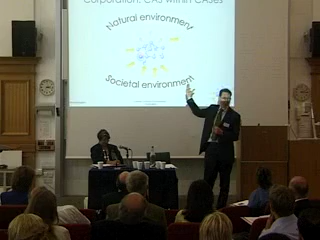 Corporation, CAS within CASes
Natural environment
Societal environment